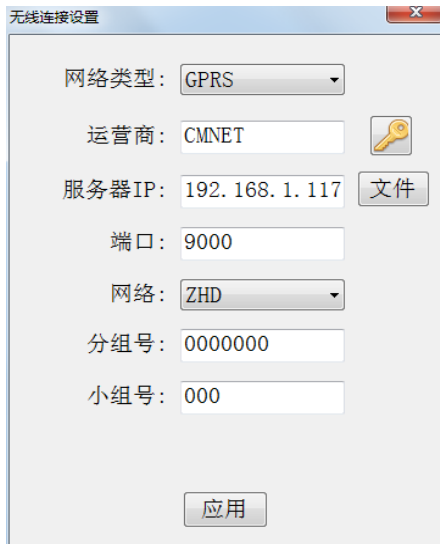 无线连接设置
网络类型: GPRS
运营商: CMNET
服务器IP: 192.168.1.117 文件
端口: 9000
网络: ZHD
分组号: 0000000
小组号: 000
应用